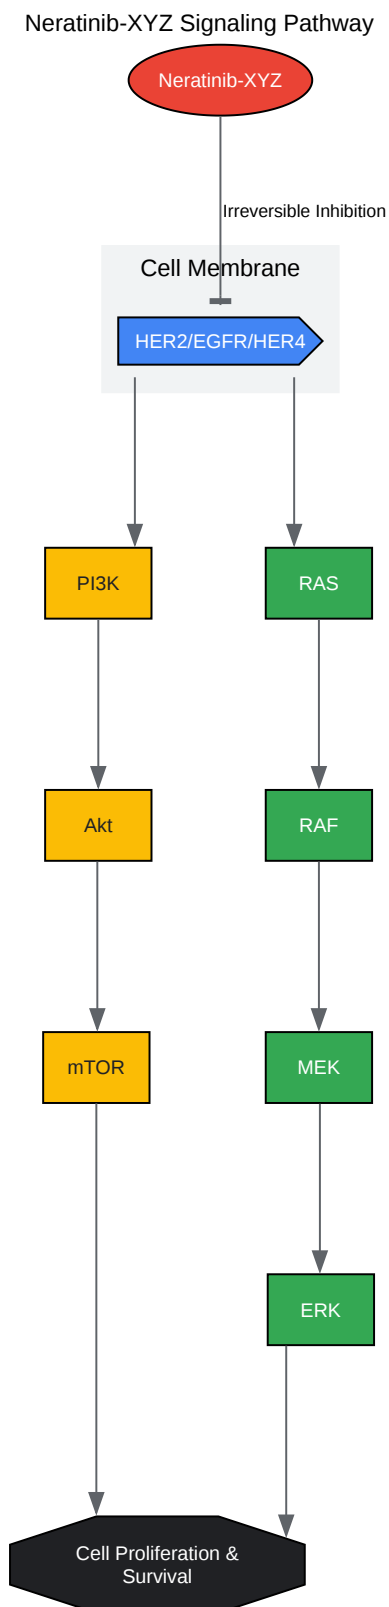 Neratinib-XYZ Signaling Pathway
Neratinib-XYZ
Irreversible Inhibition
Cell Membrane
HER2/EGFR/HER4
PI3K
RAS
Akt
RAF
mTOR
MEK
ERK
Cell Proliferation &
Survival